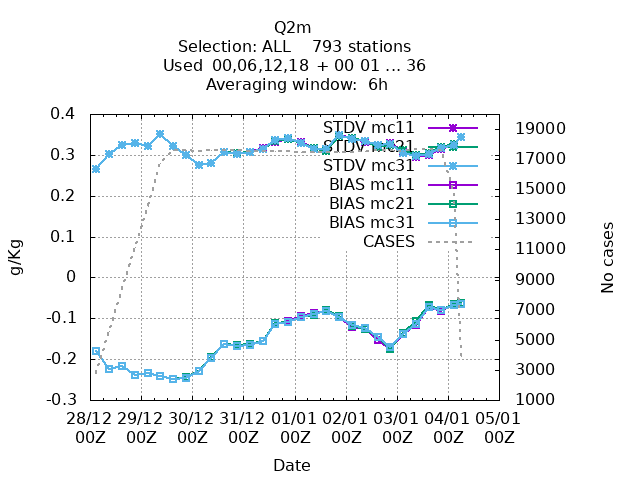 Q2m
Selection: ALL    793 stations
Used  00,06,12,18  + 00 01 ... 36
Averaging window:  6h
g/Kg
0.4
0.3
0.2
0.1
0
-0.1
-0.2
-0.3
STDV mc11
STDV mc21
STDV mc31
BIAS mc11
BIAS mc21
BIAS mc31
CASES
19000
17000
15000
13000
11000
9000
7000
5000
3000
1000
No cases
28/12 29/12 30/12 31/12 01/01 02/01 03/01 04/01 05/01
00Z 00Z 00Z 00Z 00Z 00Z 00Z 00Z 00Z
Date